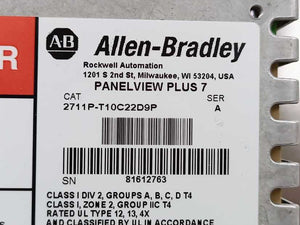 R
AB
Allen-Bradley
Rockwell Automation
1201 S 2nd St, Milwaukee, WI 53204, USA
PANELVIEW PLUS 7
CAT SER
2711P-T10C22D9P A
SN 81612763
CLASS I DIV 2, GROUPS A, B, C, D T4
CLASS I, ZONE 2, GROUP IIC T4
RATED UL TYPE 12, 13, 4X
CLASSIFIED BY UL IN ACCORDANCE